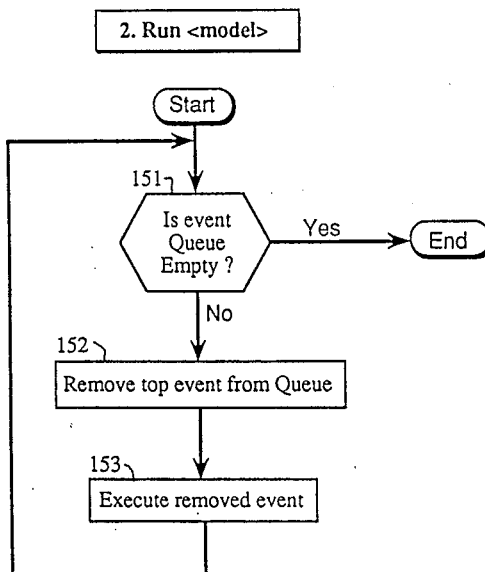 2. Run <model>
Start
151
Is event
Queue
Empty ?
Yes
End
No
152
Remove top event from Queue
153
Execute removed event